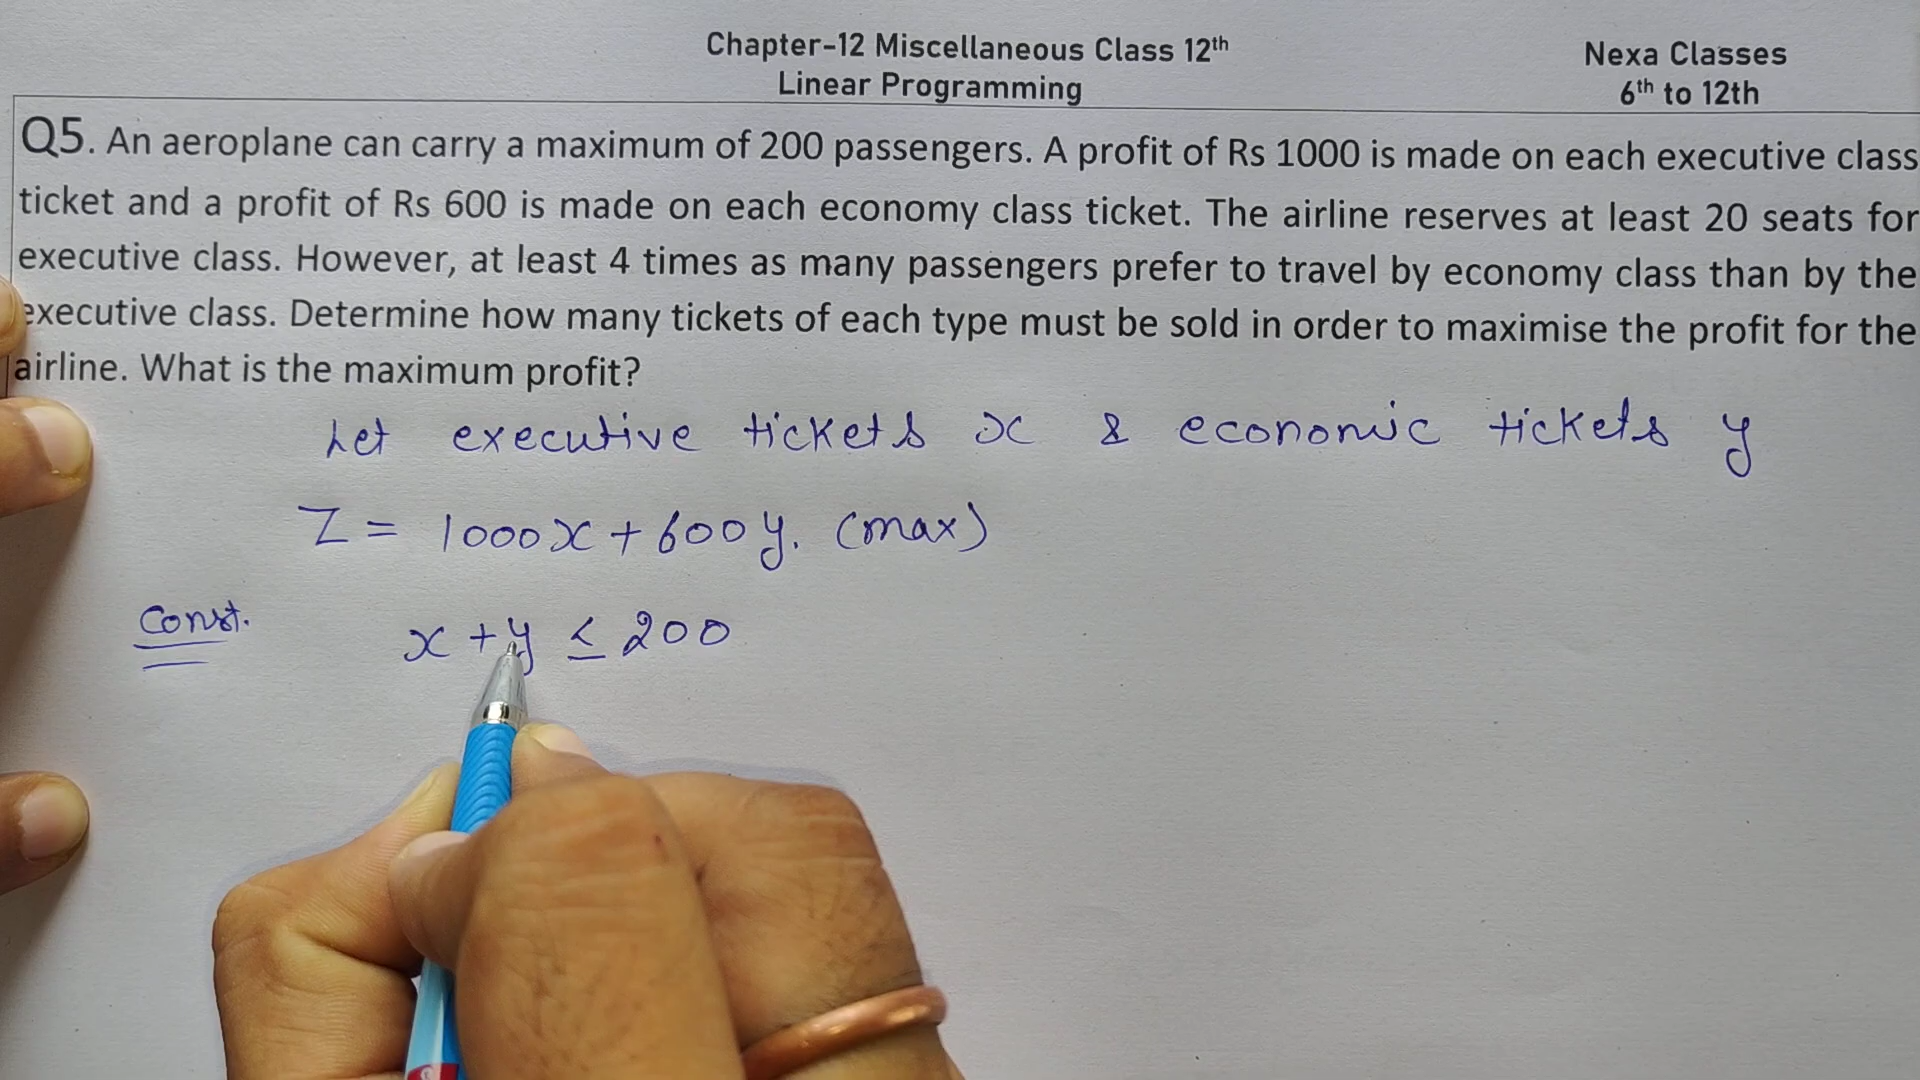 Chapter-12 Miscellaneous Class 12th
Linear Programming
Nexa Classes
6th to 12th
Q5. An aeroplane can carry a maximum of 200 passengers. A profit of Rs 1000 is made on each executive class
ticket and a profit of Rs 600 is made on each economy class ticket. The airline reserves at least 20 seats for
executive class. However, at least 4 times as many passengers prefer to travel by economy class than by the
executive class. Determine how many tickets of each type must be sold in order to maximise the profit for the
airline. What is the maximum profit?
Let executive tickets x & economic tickets y
Z = 1000x + 600y. (max)
Const. x + y ≤ 200